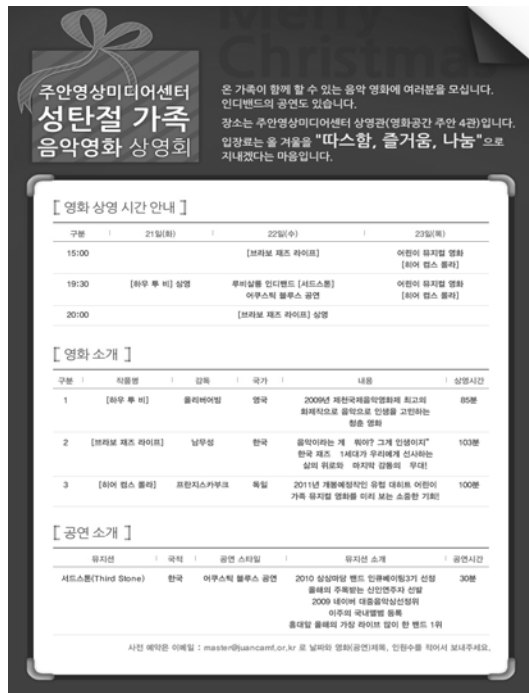 Merry
Christmas
주안영상미디어센터
성탄절 가족
음악영화 상영회
온 가족이 함께 할 수 있는 음악 영화에 여러분을 모십니다.
인디밴드의 공연도 있습니다.
장소는 주안영상미디어센터 상영관(영화공간 주안 4관)입니다.
입장료는 올 겨울을 "따스함, 즐거움, 나눔"으로
지내겠다는 마음입니다.
[ 영화 상영 시간 안내 ]
구분 21일(화) 22일(수) 23일(목)
15:00 [브라보 재즈 라이프] 어린이 뮤지컬 영화
[히어 컴스 롤라]
19:30 [하우 투 비] 상영 루비살롱 인디밴드 [서드스톤] 어린이 뮤지컬 영화
어쿠스틱 블루스 공연 [히어 컴스 롤라]
20:00 [브라보 재즈 라이프] 상영
[ 영화 소개 ]
구분 작품명 감독 국가 내용 상영시간
1 [하우 투 비] 올리버어빙 영국 2009년 제천국제음악영화제 최고의 85분
화제작으로 음악으로 인생을 고민하는
청춘 영화
2 [브라보 재즈 라이프] 남무성 한국 음악이라는 게 뭐야? 그게 인생이지" 103분
한국 재즈 1세대가 우리에게 선사하는
삶의 위로와 마지막 감동의 무대!
3 [히어 컴스 롤라] 프란지스카부크 독일 2011년 개봉예정작인 유럽 대히트 어린이 100분
가족 뮤지컬 영화를 미리 보는 소중한 기회!
[ 공연 소개 ]
뮤지션 국적 공연 스타일 뮤지션 소개 공연시간
서드스톤(Third Stone) 한국 어쿠스틱 블루스 공연 2010 상상마당 밴드 인큐베이팅3기 선정 30분
올해의 주목받는 신인연주자 선발
2009 네이버 대중음악심선정위
이주의 국내앨범 등록
홍대앞 올해의 가장 라이브 많이 한 밴드 1위
사전 예약은 이메일 : master@juancamf.or.kr 로 날짜와 영화(공연)제목, 인원수를 적어서 보내주세요.